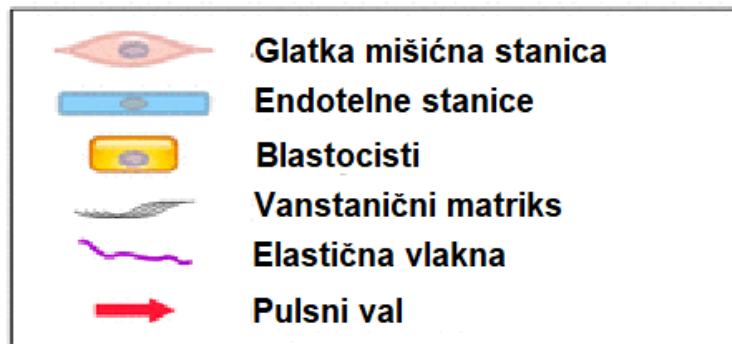 Glatka mišićna stanica
Endotelne stanice
Blastocisti
Vanstanični matriks
Elastična vlakna
Pulsni val